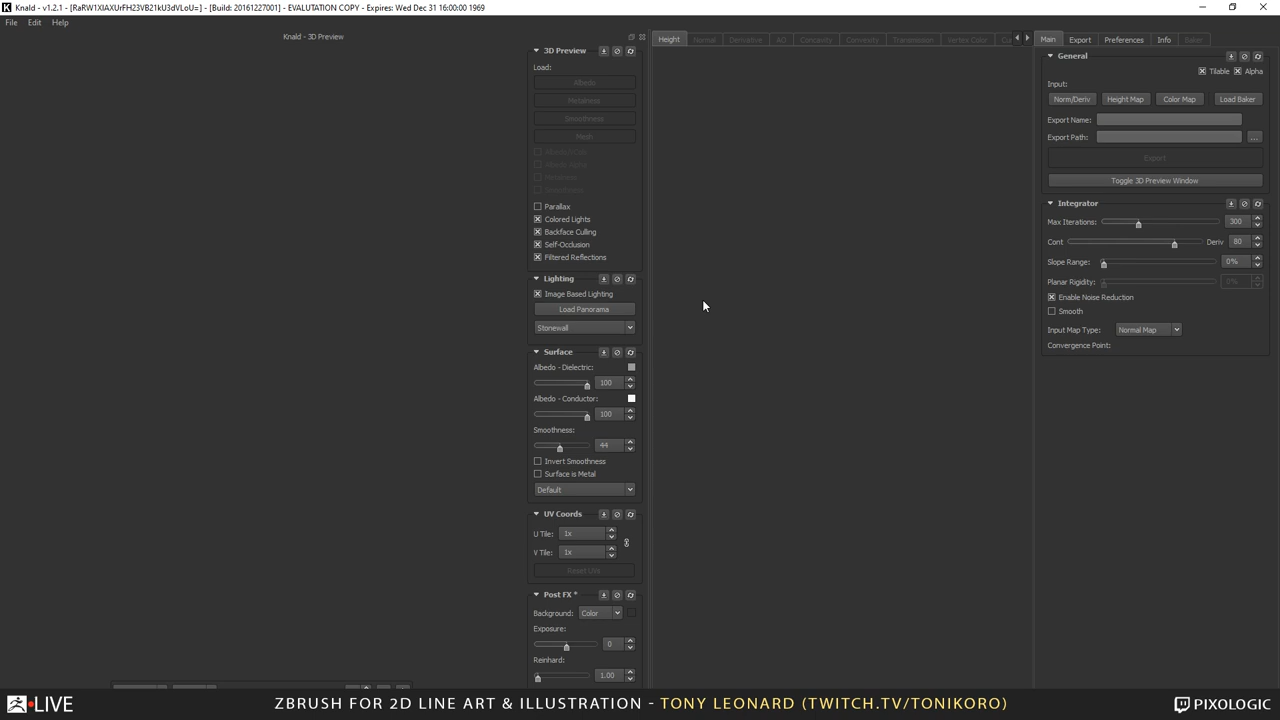 Knald - v1.2.1 - [RaRW1XIAXUrFH23VB21kU3dVLoU=] - [Build: 20161227001] - EVALUTATION COPY - Expires: Wed Dec 31 16:00:00 1969
File Edit Help
Knald - 3D Preview
3D Preview
Load:
Albedo
Metalness
Smoothness
Mesh
Parallax
Colored Lights
Backface Culling
Self-Occlusion
Filtered Reflections
Lighting
Image Based Lighting
Load Panorama
Stonewall
Surface
Albedo - Dielectric:
100
Albedo - Conductor:
100
Smoothness:
44
Invert Smoothness
Surface is Metal
Default
UV Coords
U Tile: 1x
V Tile: 1x
Reset UVs
Post FX *
Background: Color
Exposure:
0
Reinhard:
1.00
Height Normal Derivative AO Concavity Convexity Transmission Vertex Color
Main Export Preferences Info Baker
General
Tilable Alpha
Input:
Norm/Deriv Height Map Color Map Load Baker
Export Name:
Export Path: ...
Export
Toggle 3D Preview Window
Integrator
Max Iterations: 300
Cont Deriv 80
Slope Range: 0%
Planar Rigidity: 0%
Enable Noise Reduction
Smooth
Input Map Type: Normal Map
Convergence Point:
LIVE ZBRUSH FOR 2D LINE ART & ILLUSTRATION - TONY LEONARD (TWITCH.TV/TONIKORO) PIXOLOGIC